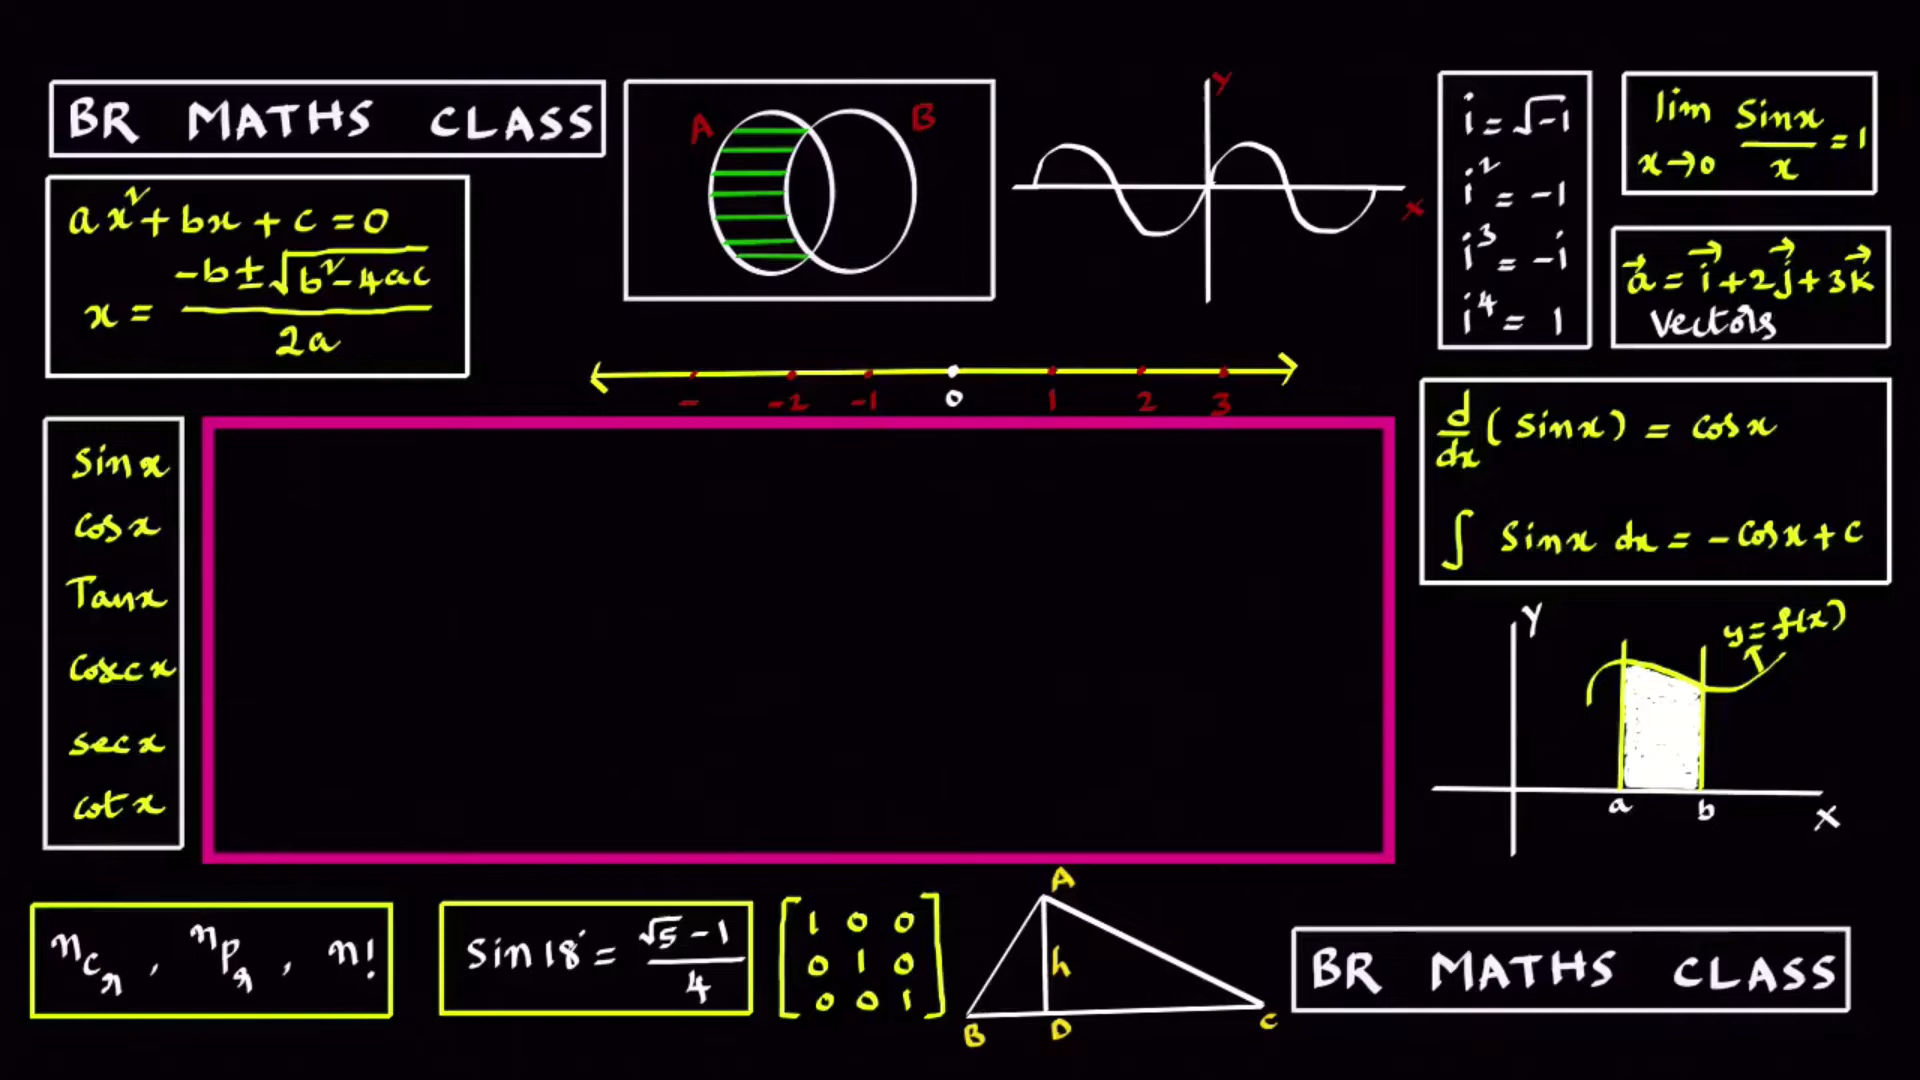 BR MATHS CLASS
ax²+ bx + c = 0
x = -b ± √b²-4ac / 2a
A B
Y
X
i = √-1
i² = -1
i³ = -i
i⁴ = 1
lim x→0 Sinx / x = 1
a⃗ = i⃗ + 2j⃗ + 3k⃗
Vectors
- -2 -1 0 1 2 3
Sinx
Cosx
Tanx
Cosecx
Secx
Cotx
d/dx (Sinx) = Cosx
∫ Sinx dx = -Cosx + c
Y
y = f(x)
a b
X
ⁿCᵣ , ⁿPᵣ , n!
Sin18° = √5 - 1 / 4
1 0 0
0 1 0
0 0 1
A
h
B D C
BR MATHS CLASS